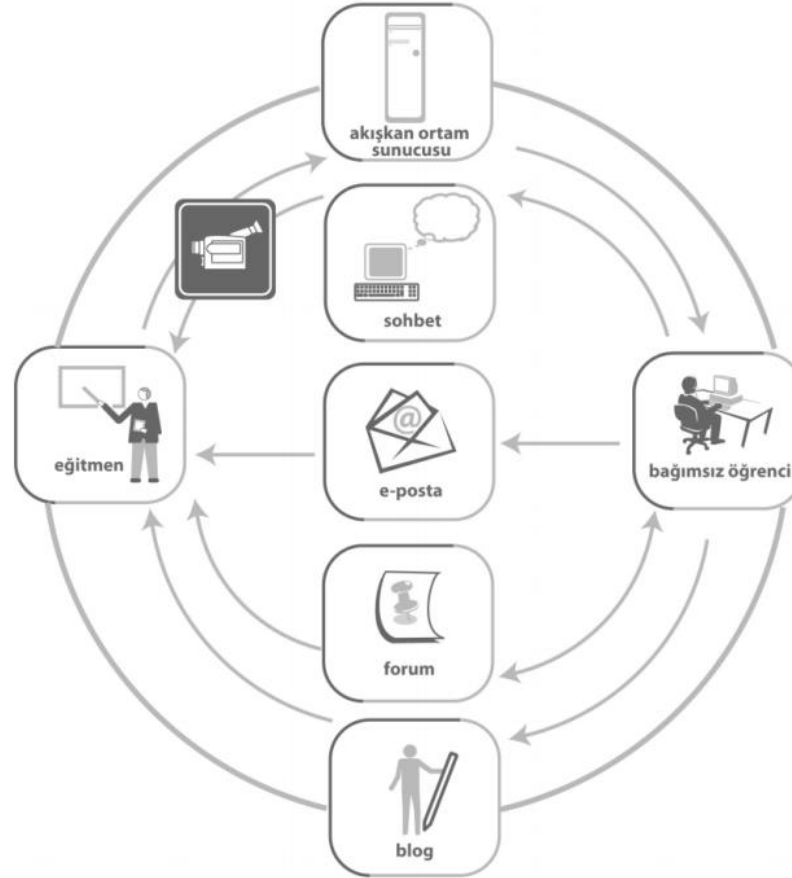 akışkan ortam
sunucusu
sohbet
eğitmen
@
e-posta
bağımsız öğrenci
forum
blog